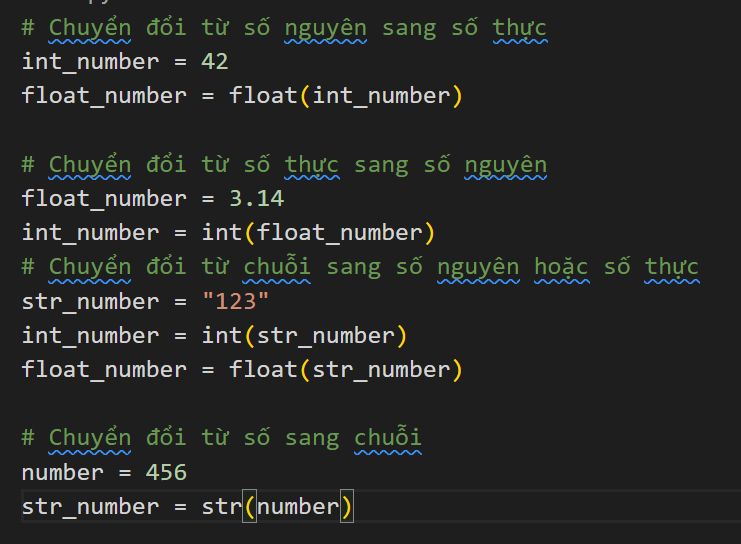 # Chuyển đổi từ số nguyên sang số thực
int_number = 42
float_number = float(int_number)
# Chuyển đổi từ số thực sang số nguyên
float_number = 3.14
int_number = int(float_number)
# Chuyển đổi từ chuỗi sang số nguyên hoặc số thực
str_number = "123"
int_number = int(str_number)
float_number = float(str_number)
# Chuyển đổi từ số sang chuỗi
number = 456
str_number = str(number)